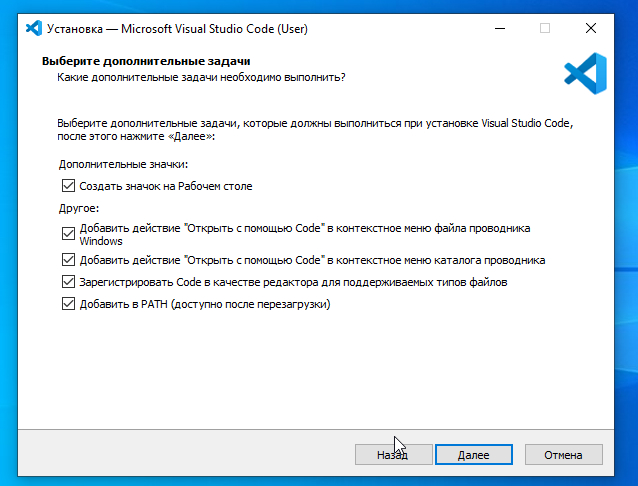 Установка — Microsoft Visual Studio Code (User)
Выберите дополнительные задачи
Какие дополнительные задачи необходимо выполнить?
Выберите дополнительные задачи, которые должны выполниться при установке Visual Studio Code,
после этого нажмите «Далее»:
Дополнительные значки:
Создать значок на Рабочем столе
Другое:
Добавить действие "Открыть с помощью Code" в контекстное меню файла проводника
Windows
Добавить действие "Открыть с помощью Code" в контекстное меню каталога проводника
Зарегистрировать Code в качестве редактора для поддерживаемых типов файлов
Добавить в PATH (доступно после перезагрузки)
Назад Далее Отмена